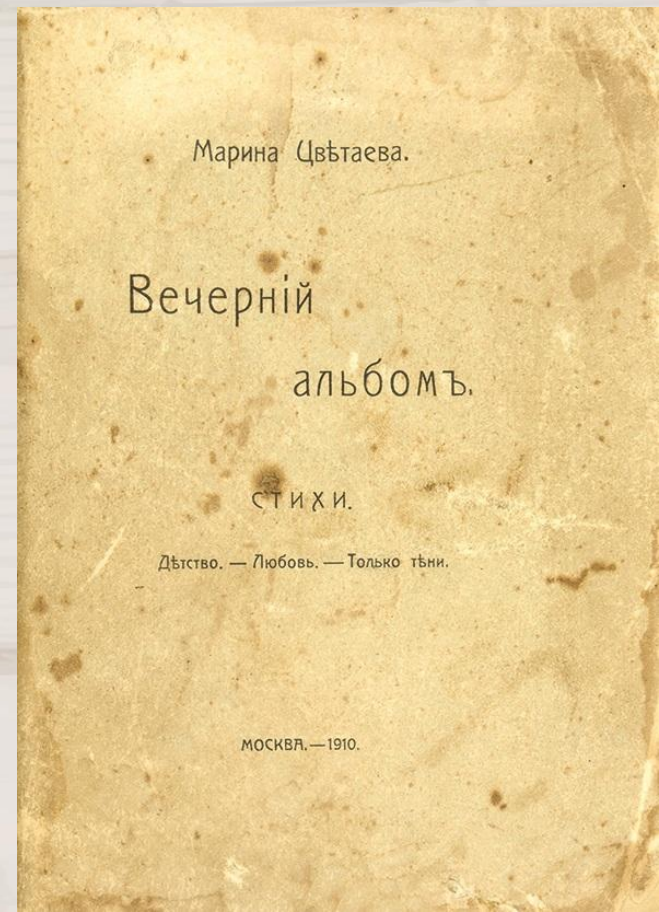 Марина Цвѣтаева.
Вечерній
альбомъ.
СТИХИ.
Дѣтство. — Любовь. — Только тѣни.
МОСКВА.—1910.